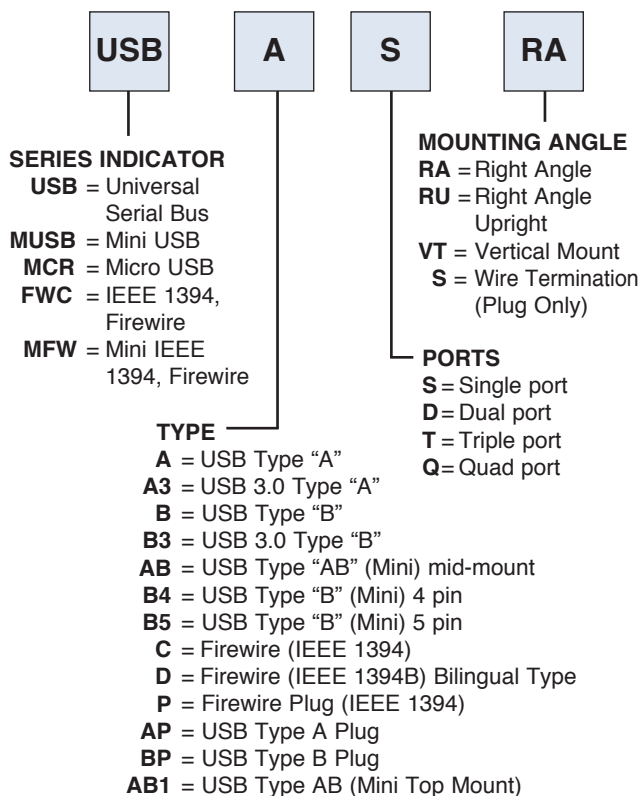 USB A S RA
SERIES INDICATOR
USB = Universal
Serial Bus
MUSB = Mini USB
MCR = Micro USB
FWC = IEEE 1394,
Firewire
MFW = Mini IEEE
1394, Firewire
MOUNTING ANGLE
RA = Right Angle
RU = Right Angle
Upright
VT = Vertical Mount
S = Wire Termination
(Plug Only)
PORTS
S = Single port
D = Dual port
T = Triple port
Q = Quad port
TYPE
A = USB Type “A”
A3 = USB 3.0 Type “A”
B = USB Type “B”
B3 = USB 3.0 Type “B”
AB = USB Type “AB” (Mini) mid-mount
B4 = USB Type “B” (Mini) 4 pin
B5 = USB Type “B” (Mini) 5 pin
C = Firewire (IEEE 1394)
D = Firewire (IEEE 1394B) Bilingual Type
P = Firewire Plug (IEEE 1394)
AP = USB Type A Plug
BP = USB Type B Plug
AB1 = USB Type AB (Mini Top Mount)